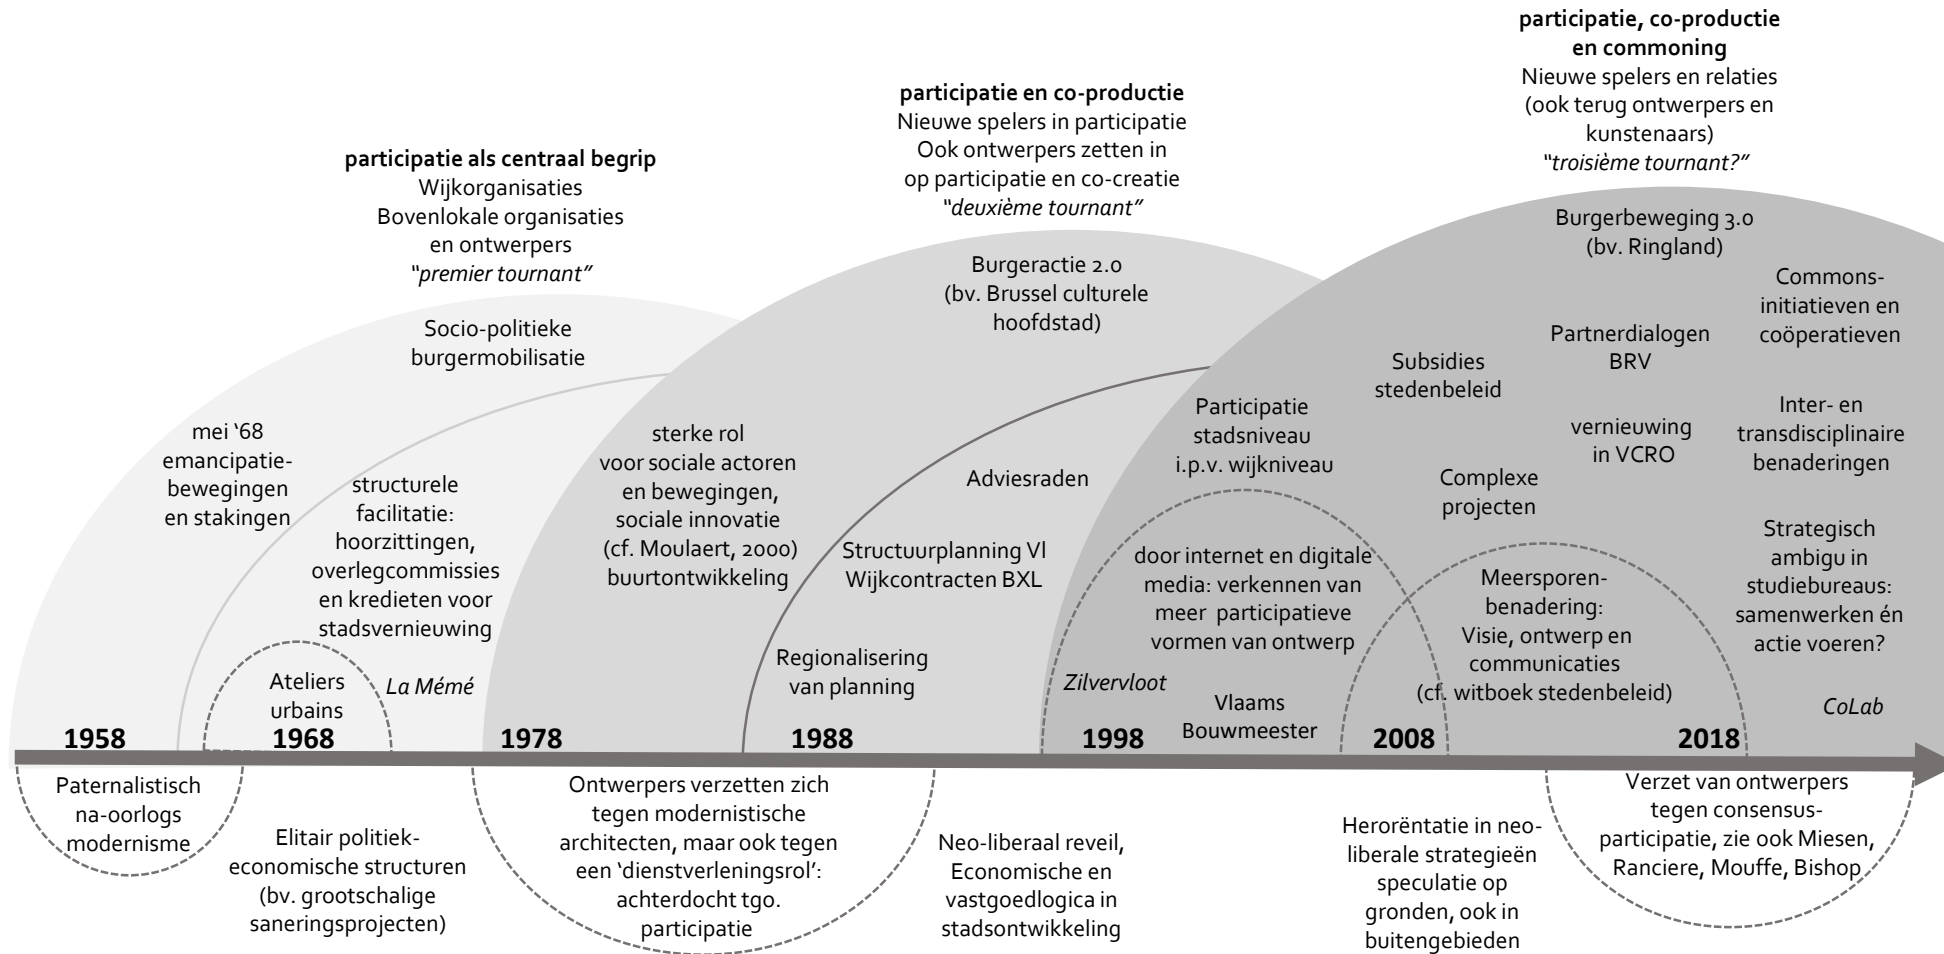 participatie als centraal begrip
Wijkorganisaties
Bovenlokale organisaties
en ontwerpers
“premier tournant”
participatie en co-productie
Nieuwe spelers in participatie
Ook ontwerpers zetten in
op participatie en co-creatie
“deuxième tournant”
participatie, co-productie
en commoning
Nieuwe spelers en relaties
(ook terug ontwerpers en
kunstenaars)
“troisième tournant?”
Socio-politieke
burgermobilisatie
mei ‘68
emancipatie-
bewegingen
en stakingen
structurele
facilitatie:
hoorzittingen,
overlegcommissies
en kredieten voor
stadsvernieuwing
Ateliers
urbains
La Mémé
Burgeractie 2.0
(bv. Brussel culturele
hoofdstad)
sterke rol
voor sociale actoren
en bewegingen,
sociale innovatie
(cf. Moulaert, 2000)
buurtontwikkeling
Adviesraden
Structuurplanning Vl
Wijkcontracten BXL
Regionalisering
van planning
Burgerbeweging 3.0
(bv. Ringland)
Commons-
initiatieven en
coöperatieven
Partnerdialogen
BRV
Subsidies
stedenbeleid
Participatie
stadsniveau
i.p.v. wijkniveau
vernieuwing
in VCRO
Inter- en
transdisciplinaire
benaderingen
Complexe
projecten
door internet en digitale
media: verkennen van
meer participatieve
vormen van ontwerp
Meersporen-
benadering:
Visie, ontwerp en
communicaties
(cf. witboek stedenbeleid)
Strategisch
ambigu in
studiebureaus:
samenwerken én
actie voeren?
Zilvervloot
Vlaams
Bouwmeester
CoLab
1958
1968
1978
1988
1998
2008
2018
Paternalistisch
na-oorlogs
modernisme
Elitair politiek-
economische structuren
(bv. grootschalige
saneringsprojecten)
Ontwerpers verzetten zich
tegen modernistische
architecten, maar ook tegen
een ‘dienstverleningsrol’:
achterdocht tgo.
participatie
Neo-liberaal reveil,
Economische en
vastgoedlogica in
stadsontwikkeling
Herorëntatie in neo-
liberale strategieën
speculatie op
gronden, ook in
buitengebieden
Verzet van ontwerpers
tegen consensus-
participatie, zie ook Miesen,
Ranciere, Mouffe, Bishop